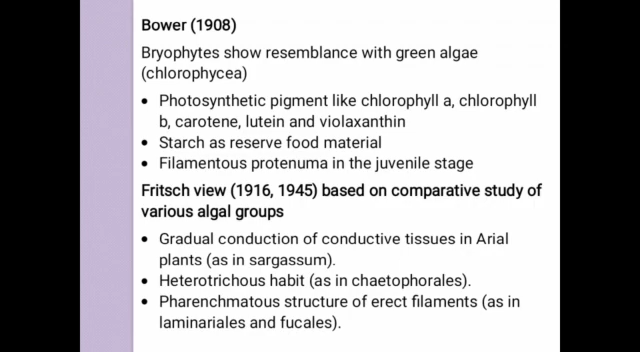 Bower (1908)
Bryophytes show resemblance with green algae
(chlorophycea)
• Photosynthetic pigment like chlorophyll a, chlorophyll
b, carotene, lutein and violaxanthin
• Starch as reserve food material
• Filamentous protenuma in the juvenile stage
Fritsch view (1916, 1945) based on comparative study of
various algal groups
• Gradual conduction of conductive tissues in Arial
plants (as in sargassum).
• Heterotrichous habit (as in chaetophorales).
• Pharenchmatous structure of erect filaments (as in
laminariales and fucales).